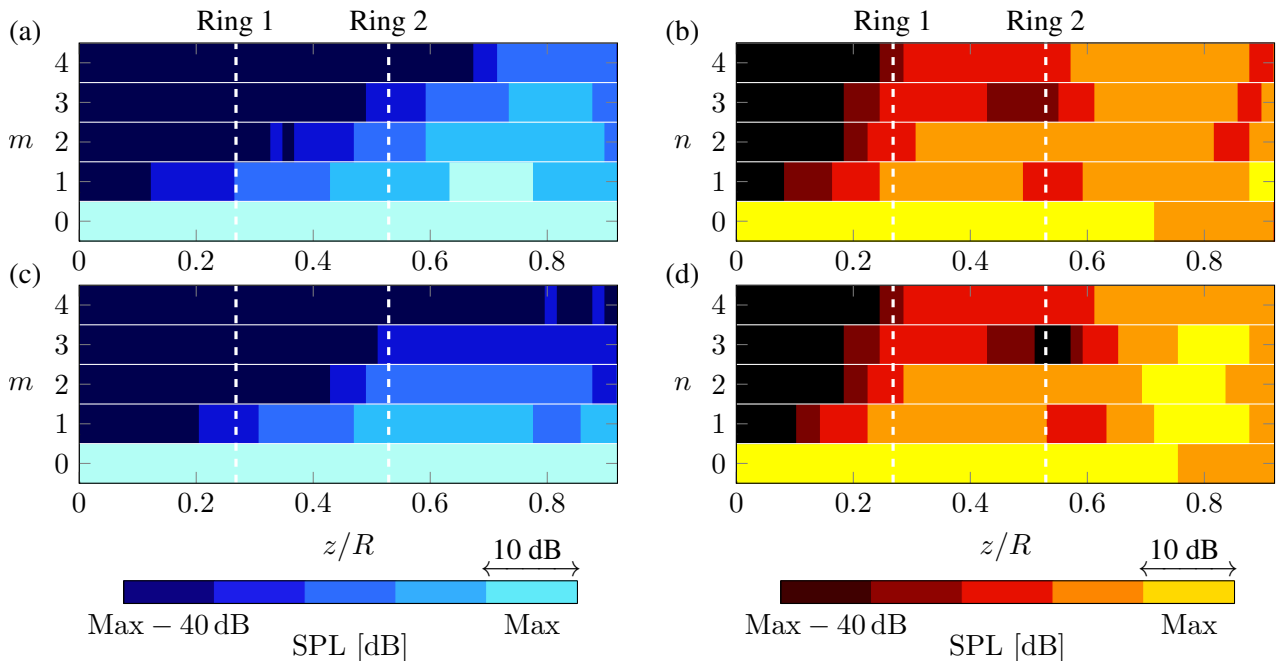 Ring 1 Ring 2 Ring 1 Ring 2
(a) (b)
4 4
3 3
m 2 n 2
1 1
0 0
0 0.2 0.4 0.6 0.8 0 0.2 0.4 0.6 0.8
(c) (d)
4 4
3 3
m 2 n 2
1 1
0 0
0 0.2 0.4 0.6 0.8 0 0.2 0.4 0.6 0.8
z/R z/R
10 dB 10 dB
Max − 40 dB Max Max − 40 dB Max
SPL [dB] SPL [dB]